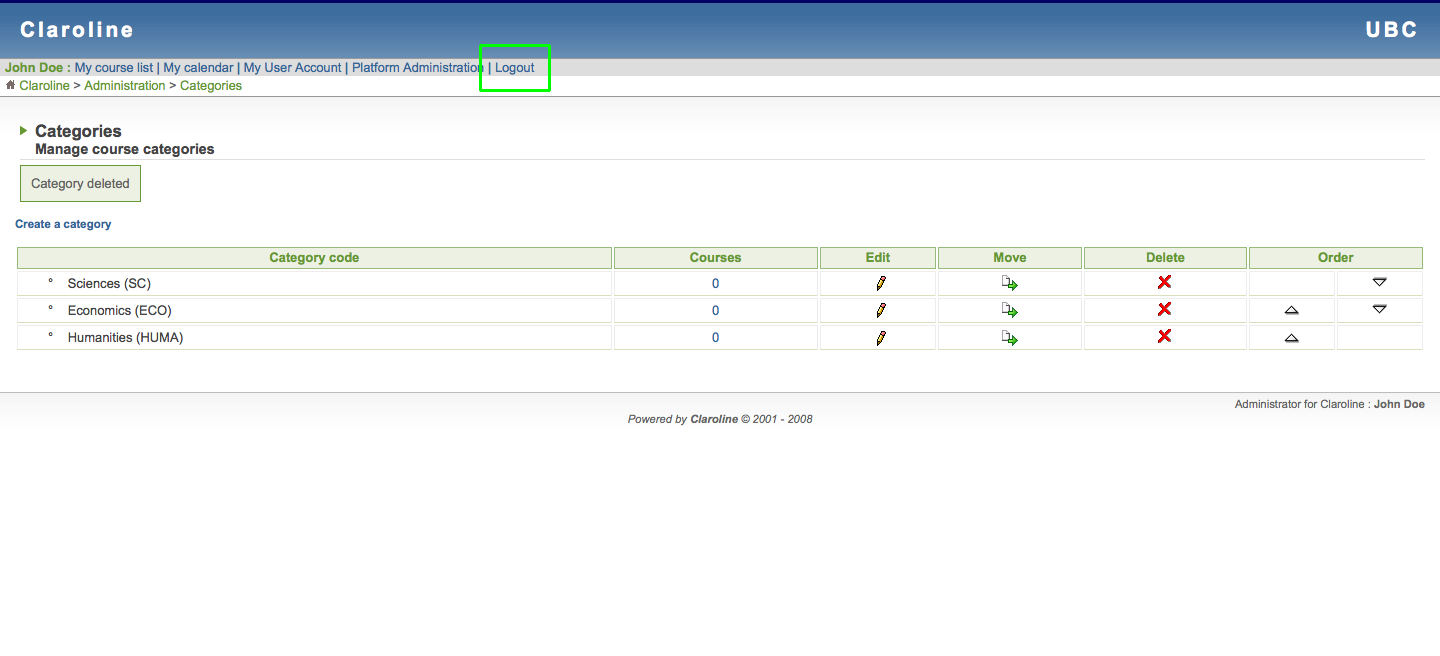 Claroline UBC
John Doe : My course list | My calendar | My User Account | Platform Administration | Logout
Claroline > Administration > Categories
Categories
Manage course categories
Category deleted
Create a category
Category code Courses Edit Move Delete Order
° Sciences (SC) 0
° Economics (ECO) 0
° Humanities (HUMA) 0
Administrator for Claroline : John Doe
Powered by Claroline © 2001 - 2008